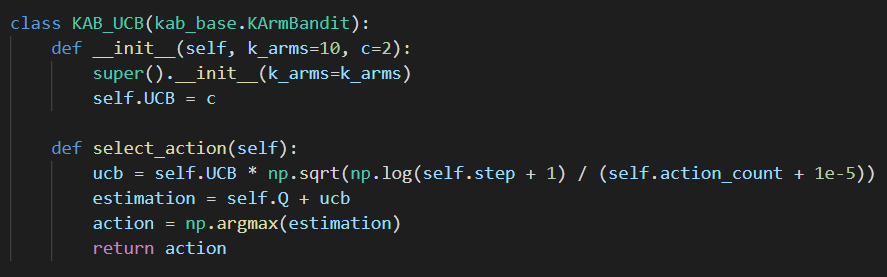 class KAB_UCB(kab_base.KArmBandit):
    def __init__(self, k_arms=10, c=2):
        super().__init__(k_arms=k_arms)
        self.UCB = c

    def select_action(self):
        ucb = self.UCB * np.sqrt(np.log(self.step + 1) / (self.action_count + 1e-5))
        estimation = self.Q + ucb
        action = np.argmax(estimation)
        return action